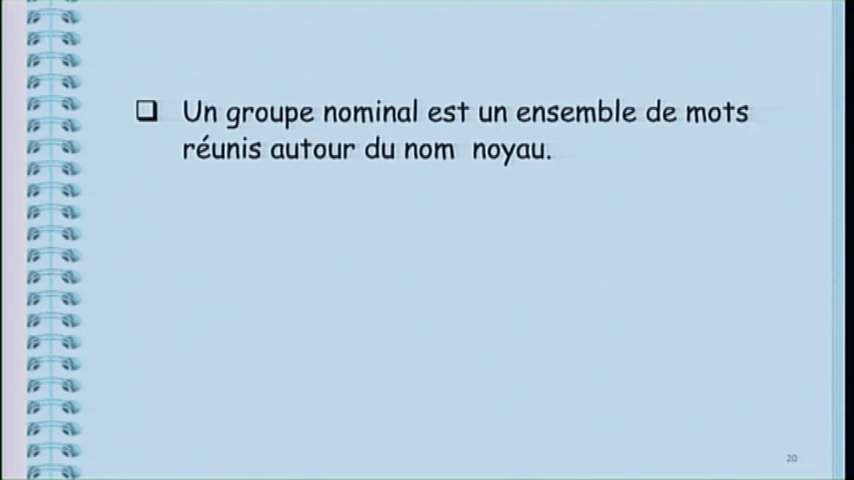 ❑ Un groupe nominal est un ensemble de mots
réunis autour du nom noyau.
20